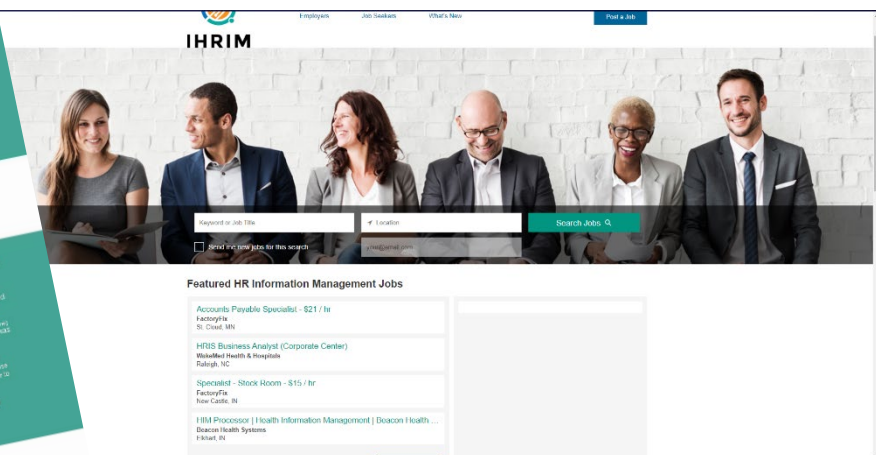 Employers Job Seekers What's New Post a Job
IHRIM
Keyword or Job Title Location Search Jobs
Send me new jobs for this search you@email.com
Featured HR Information Management Jobs
Accounts Payable Specialist - $21 / hr
FactoryFix
St. Cloud, MN
HRIS Business Analyst (Corporate Center)
WakeMed Health & Hospitals
Raleigh, NC
Specialist - Stock Room - $15 / hr
FactoryFix
New Castle, IN
HIM Processor | Health Information Management | Beacon Health ...
Beacon Health Systems
Elkhart, IN